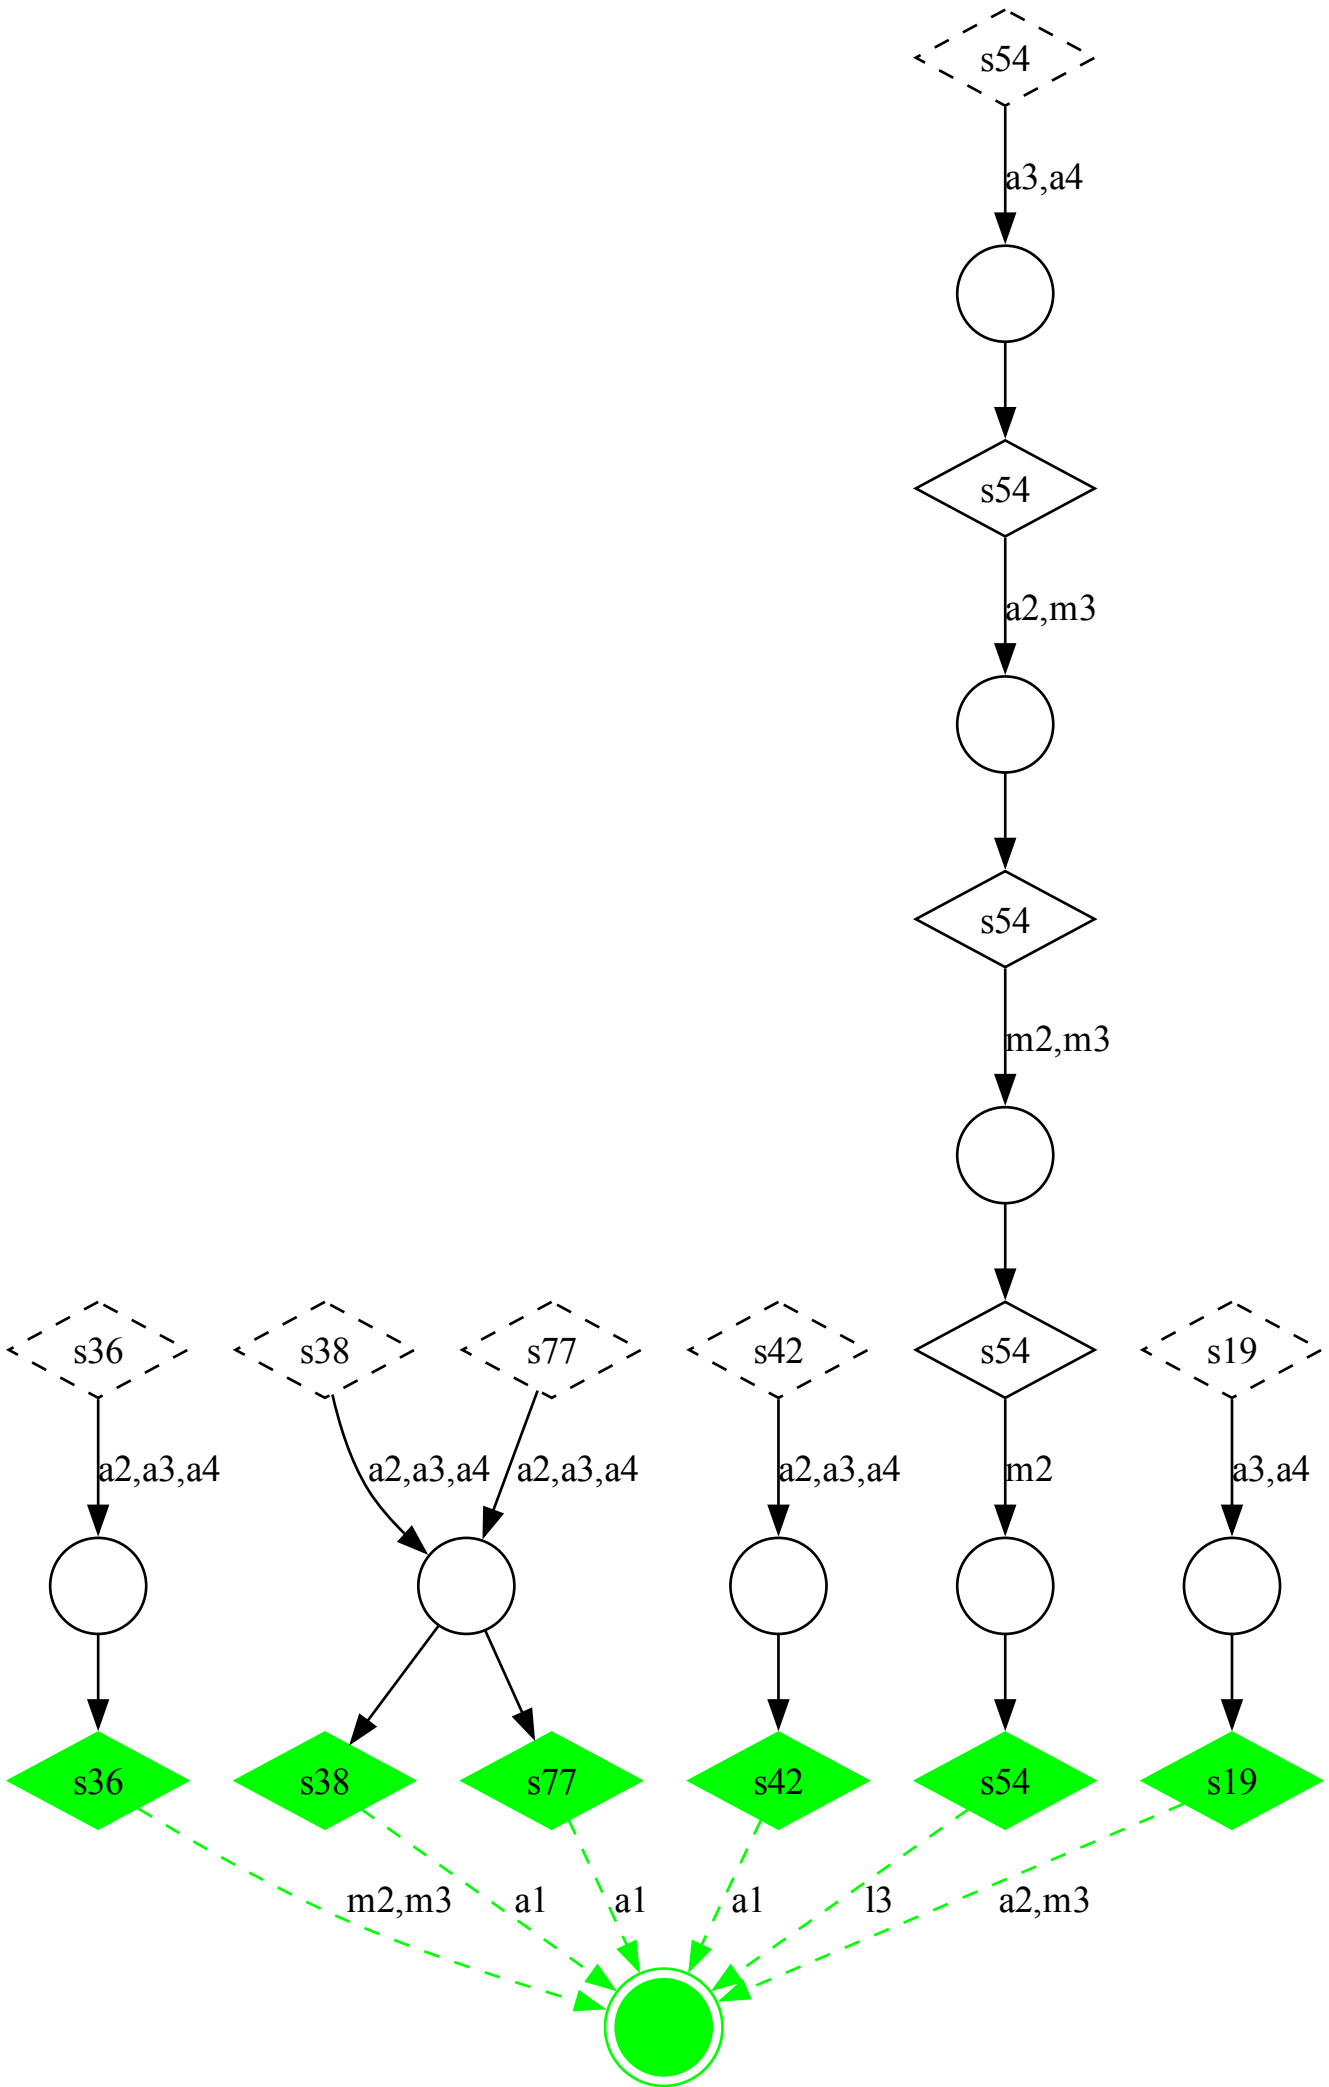 s54
a3,a4
s54
a2,m3
s54
m2,m3
s36 s38 s77 s42 s54 s19
a2,a3,a4 a2,a3,a4 a2,a3,a4 a2,a3,a4 m2 a3,a4
s36 s38 s77 s42 s54 s19
m2,m3 a1 a1 a1 l3 a2,m3